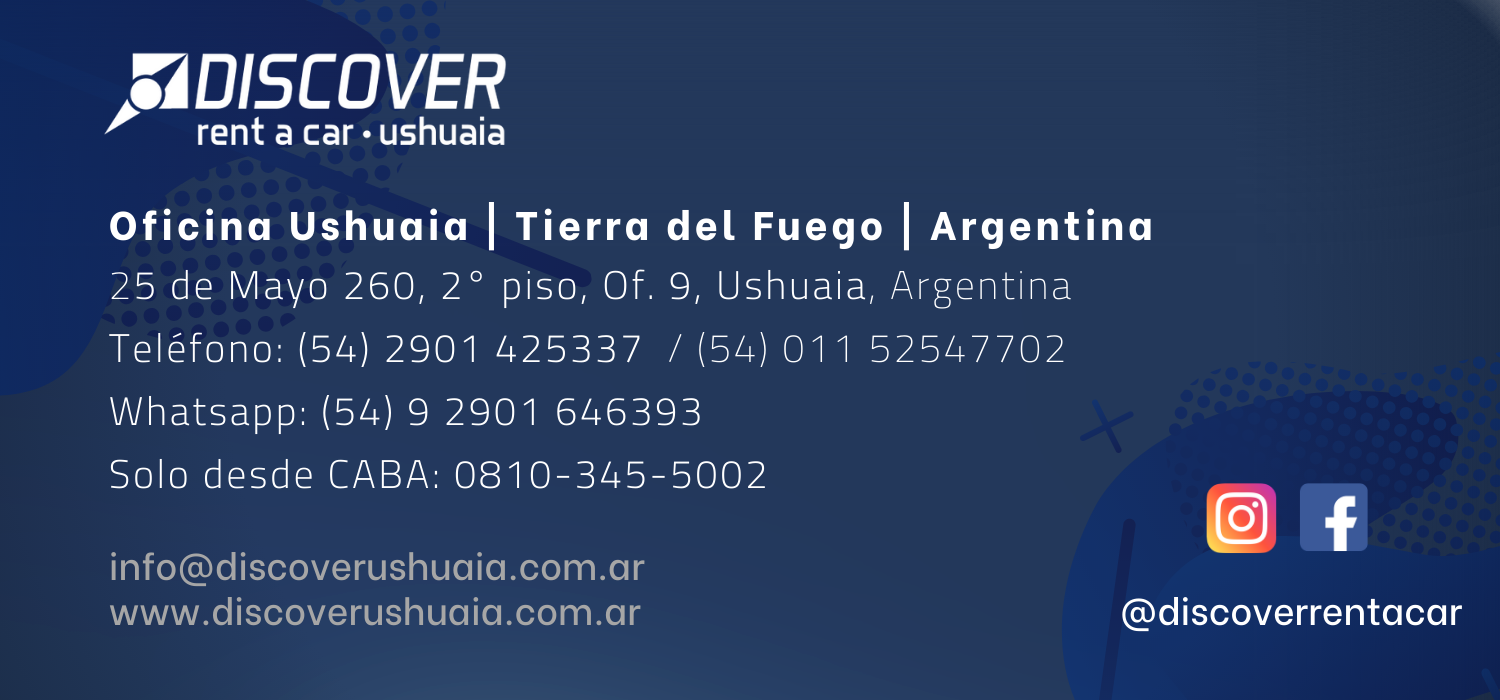 DISCOVER
rent a car • ushuaia
Oficina Ushuaia | Tierra del Fuego | Argentina
25 de Mayo 260, 2° piso, Of. 9, Ushuaia, Argentina
Teléfono: (54) 2901 425337 / (54) 011 52547702
Whatsapp: (54) 9 2901 646393
Solo desde CABA: 0810-345-5002
info@discoverushuaia.com.ar
www.discoverushuaia.com.ar
@discoverrentacar